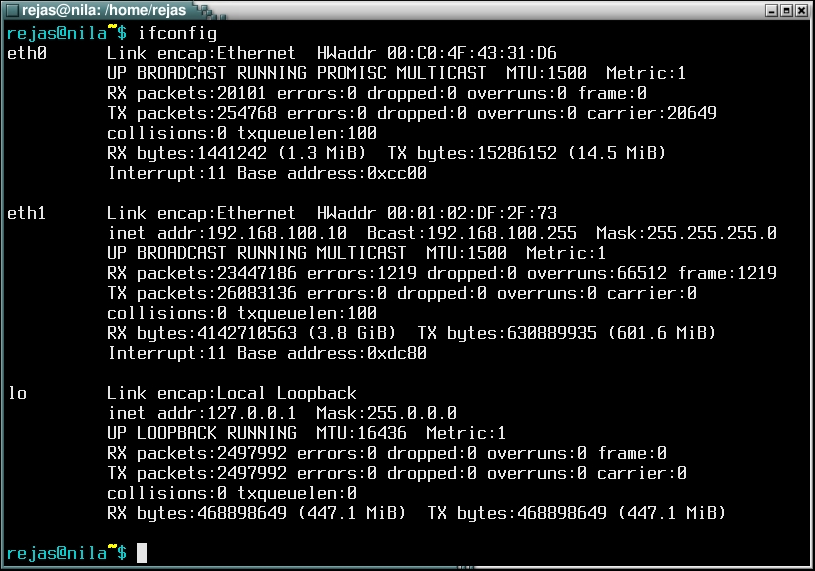 rejas@nila: /home/rejas
rejas@nila~$ ifconfig
eth0      Link encap:Ethernet  HWaddr 00:C0:4F:43:31:D6
          UP BROADCAST RUNNING PROMISC MULTICAST  MTU:1500  Metric:1
          RX packets:20101 errors:0 dropped:0 overruns:0 frame:0
          TX packets:254768 errors:0 dropped:0 overruns:0 carrier:20649
          collisions:0 txqueuelen:100
          RX bytes:1441242 (1.3 MiB)  TX bytes:15286152 (14.5 MiB)
          Interrupt:11 Base address:0xcc00
eth1      Link encap:Ethernet  HWaddr 00:01:02:DF:2F:73
          inet addr:192.168.100.10  Bcast:192.168.100.255  Mask:255.255.255.0
          UP BROADCAST RUNNING MULTICAST  MTU:1500  Metric:1
          RX packets:23447186 errors:1219 dropped:0 overruns:66512 frame:1219
          TX packets:26083136 errors:0 dropped:0 overruns:0 carrier:0
          collisions:0 txqueuelen:100
          RX bytes:4142710563 (3.8 GiB)  TX bytes:630889935 (601.6 MiB)
          Interrupt:11 Base address:0xdc80
lo        Link encap:Local Loopback
          inet addr:127.0.0.1  Mask:255.0.0.0
          UP LOOPBACK RUNNING  MTU:16436  Metric:1
          RX packets:2497992 errors:0 dropped:0 overruns:0 frame:0
          TX packets:2497992 errors:0 dropped:0 overruns:0 carrier:0
          collisions:0 txqueuelen:0
          RX bytes:468898649 (447.1 MiB)  TX bytes:468898649 (447.1 MiB)
rejas@nila~$